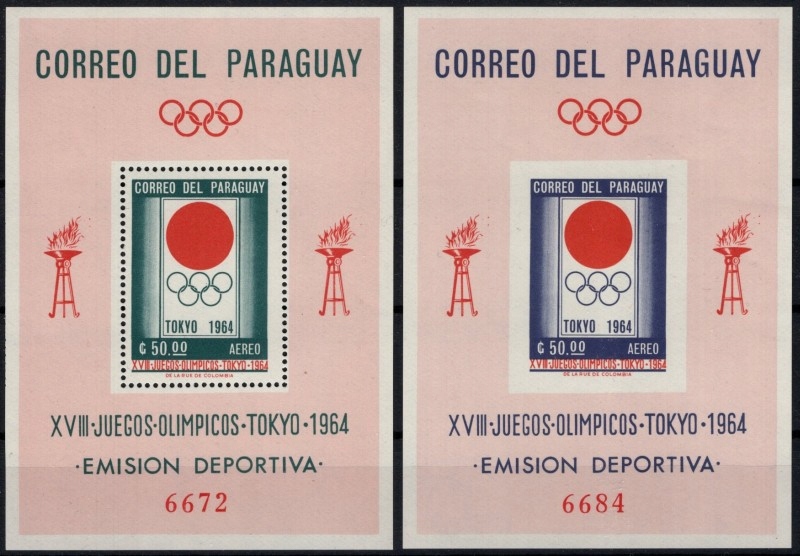 CORREO DEL PARAGUAY
CORREO DEL PARAGUAY
TOKYO 1964
₲ 50.00 AEREO
XVIII·JUEGOS·OLIMPICOS·TOKYO·1964
DE LA RUE DE COLOMBIA
XVIII·JUEGOS·OLIMPICOS·TOKYO·1964
·EMISION DEPORTIVA·
6672
CORREO DEL PARAGUAY
CORREO DEL PARAGUAY
TOKYO 1964
₲ 50.00 AEREO
XVIII·JUEGOS·OLIMPICOS·TOKYO·1964
DE LA RUE DE COLOMBIA
XVIII·JUEGOS·OLIMPICOS·TOKYO·1964
·EMISION DEPORTIVA·
6684